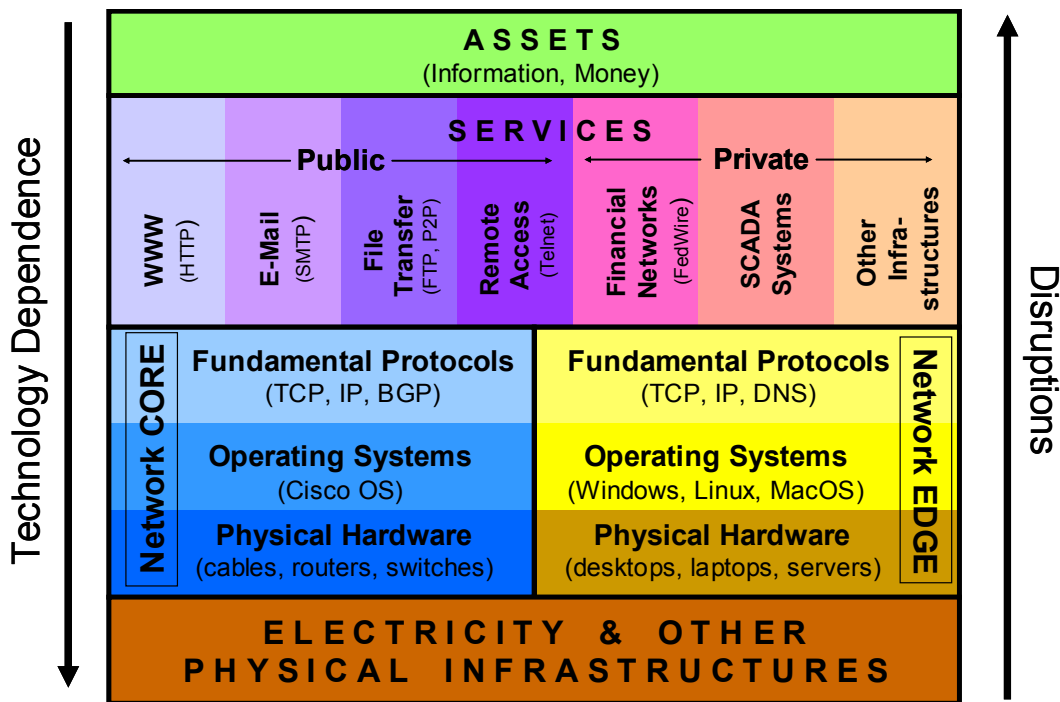 ASSETS
(Information, Money)
SERVICES
Public
Private
WWW
(HTTP)
E-Mail
(SMTP)
File
Transfer
(FTP, P2P)
Remote
Access
(Telnet)
Financial
Networks
(FedWire)
SCADA
Systems
Other
Infra-
structures
Network CORE
Fundamental Protocols
(TCP, IP, BGP)
Operating Systems
(Cisco OS)
Physical Hardware
(cables, routers, switches)
Fundamental Protocols
(TCP, IP, DNS)
Operating Systems
(Windows, Linux, MacOS)
Physical Hardware
(desktops, laptops, servers)
Network EDGE
ELECTRICITY & OTHER
PHYSICAL INFRASTRUCTURES
Technology Dependence
Disruptions